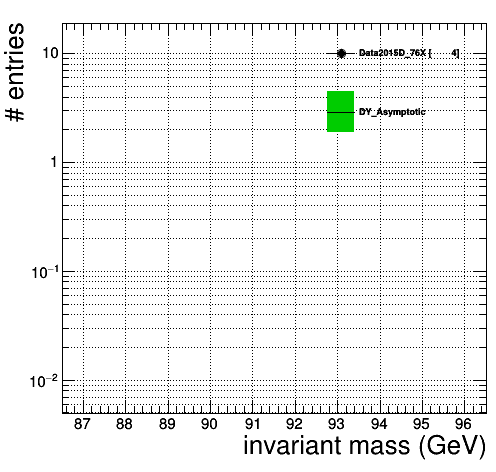 # entries
10
Data2015D_76X [ 4]
DY_Asymptotic
1
10⁻¹
10⁻²
87 88 89 90 91 92 93 94 95 96
invariant mass (GeV)